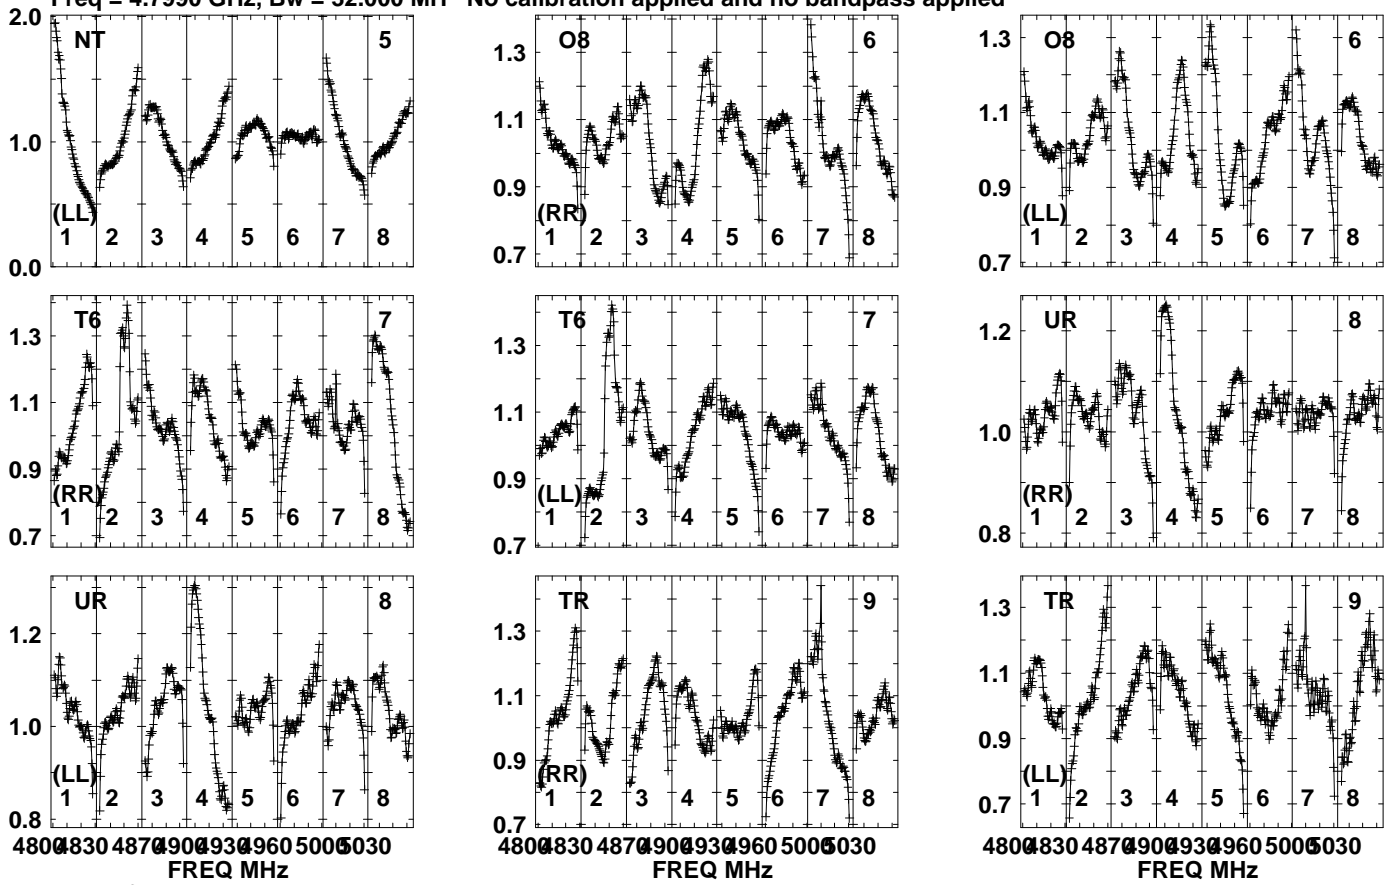 Freq = 4.7990 GHz, Bw = 32.000 MH No calibration applied and no bandpass applied
2.0 1.0 0.0 NT 5 (LL) 1 2 3 4 5 6 7 8
1.3 1.1 0.9 0.7 O8 6 (RR) 1 2 3 4 5 6 7 8
1.3 1.1 0.9 0.7 O8 6 (LL) 1 2 3 4 5 6 7 8
1.3 1.1 0.9 0.7 T6 7 (RR) 1 2 3 4 5 6 7 8
1.3 1.1 0.9 0.7 T6 7 (LL) 1 2 3 4 5 6 7 8
1.2 1.0 0.8 UR 8 (RR) 1 2 3 4 5 6 7 8
1.2 1.0 0.8 UR 8 (LL) 1 2 3 4 5 6 7 8
1.3 1.1 0.9 0.7 TR 9 (RR) 1 2 3 4 5 6 7 8
1.3 1.1 0.9 0.7 TR 9 (LL) 1 2 3 4 5 6 7 8
4800 4830 4870 4900 4930 4960 5000 5030
FREQ MHz
4800 4830 4870 4900 4930 4960 5000 5030
FREQ MHz
4800 4830 4870 4900 4930 4960 5000 5030
FREQ MHz